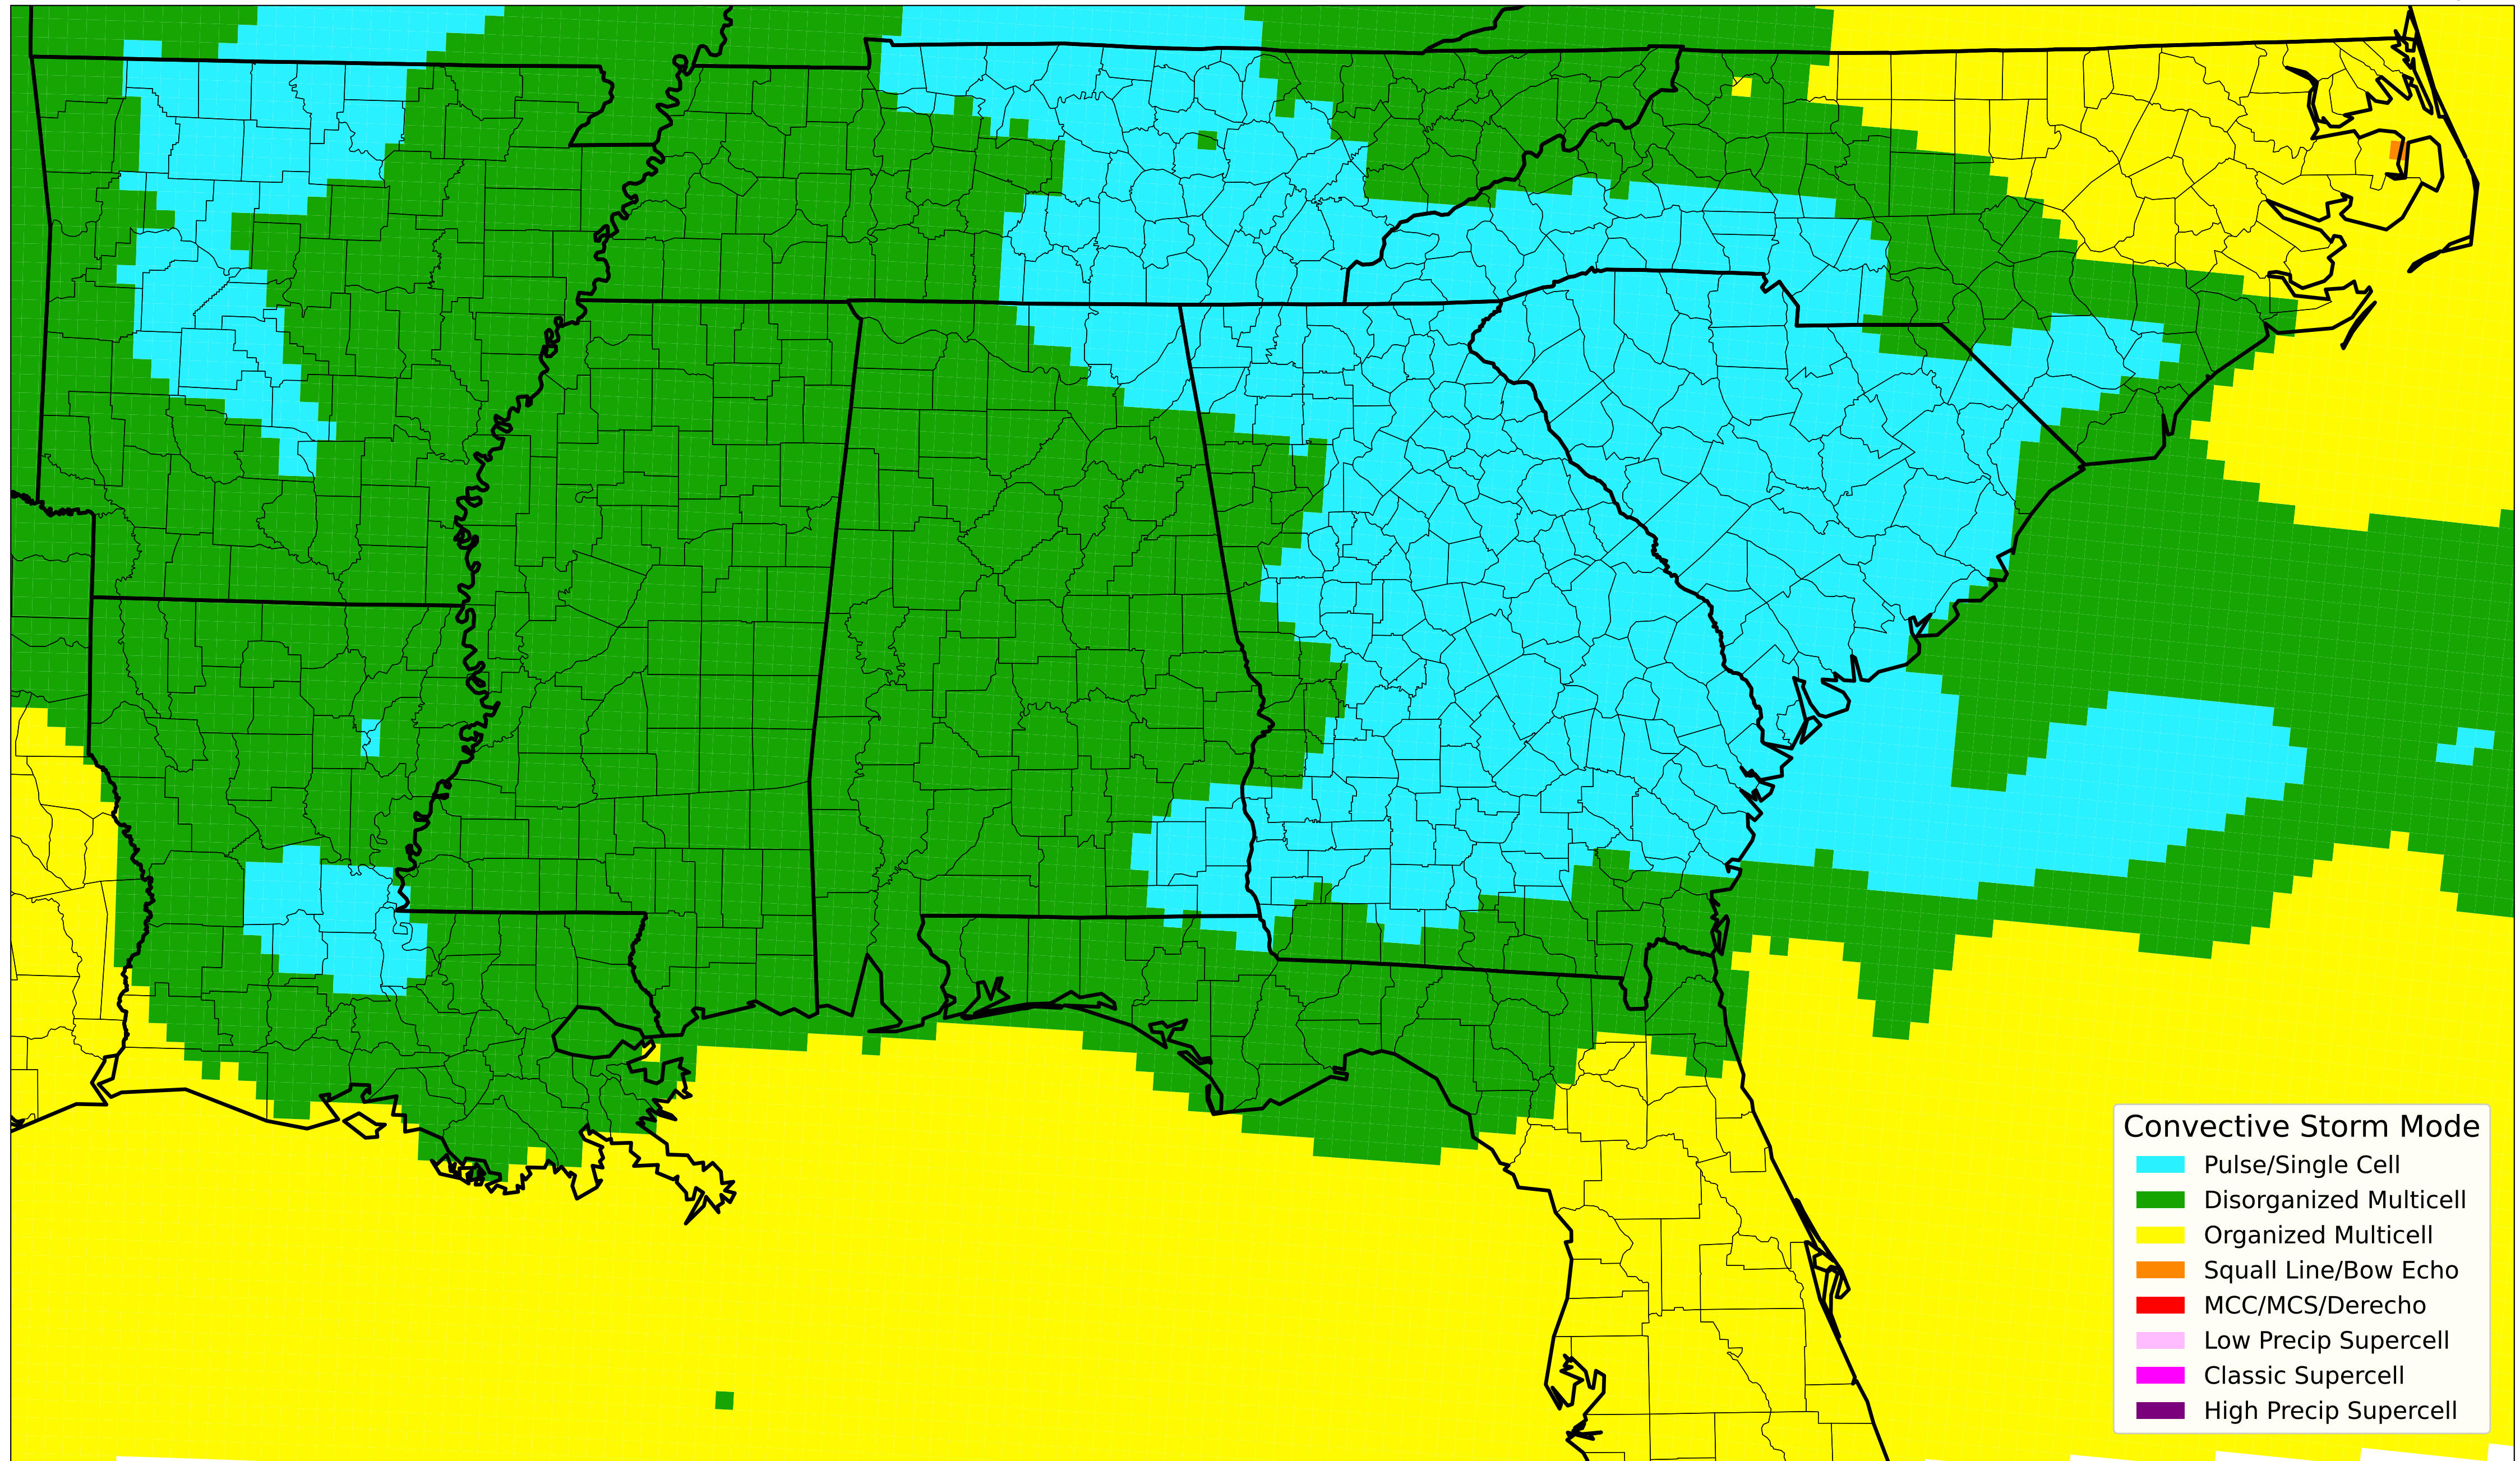 Convective Storm Mode
Pulse/Single Cell
Disorganized Multicell
Organized Multicell
Squall Line/Bow Echo
MCC/MCS/Derecho
Low Precip Supercell
Classic Supercell
High Precip Supercell